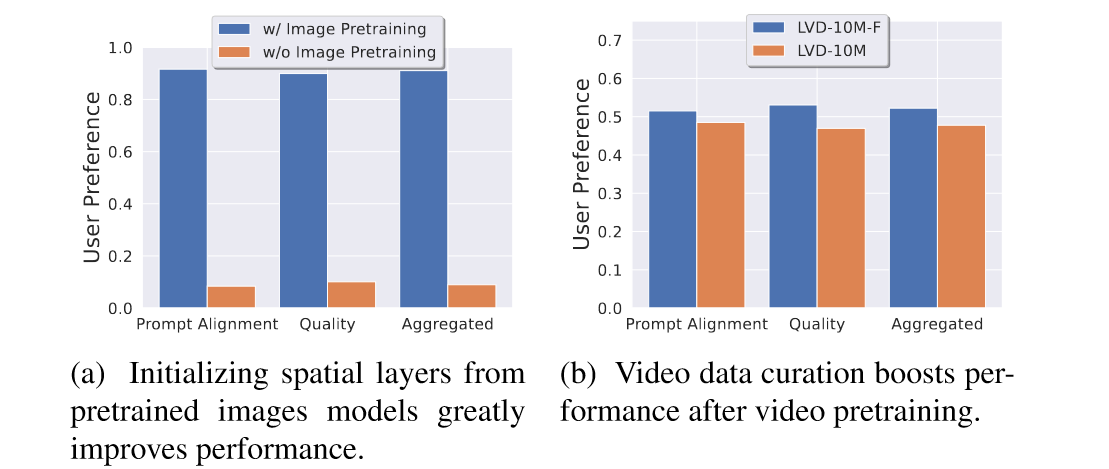 w/ Image Pretraining
w/o Image Pretraining
1.0
0.8
0.6
0.4
0.2
0.0
User Preference
Prompt Alignment Quality Aggregated
LVD-10M-F
LVD-10M
0.7
0.6
0.5
0.4
0.3
0.2
0.1
0.0
User Preference
Prompt Alignment Quality Aggregated
(a) Initializing spatial layers from
pretrained images models greatly
improves performance.
(b) Video data curation boosts per-
formance after video pretraining.